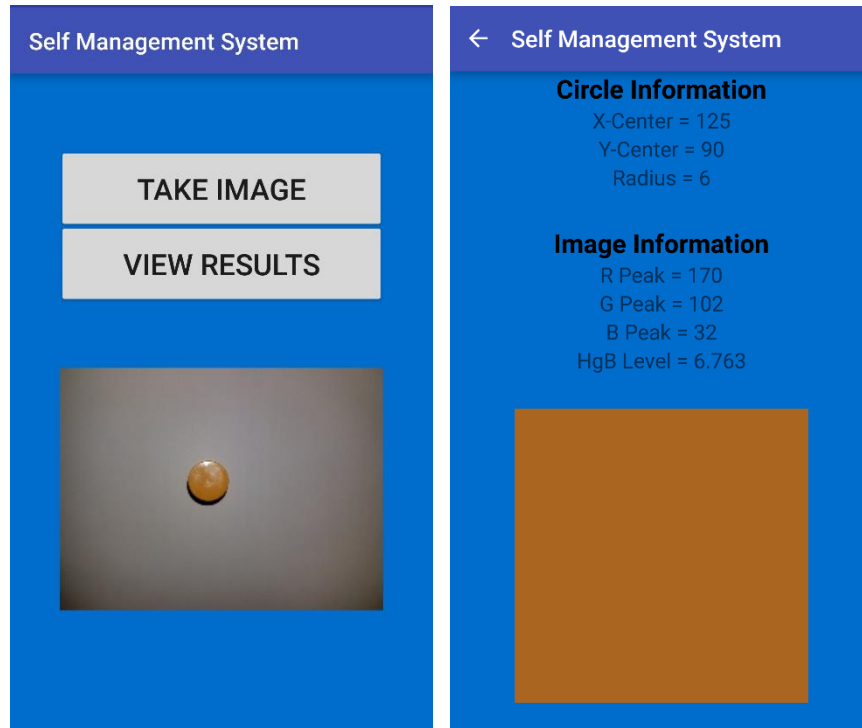 Self Management System
TAKE IMAGE
VIEW RESULTS
Self Management System
Circle Information
X-Center = 125
Y-Center = 90
Radius = 6
Image Information
R Peak = 170
G Peak = 102
B Peak = 32
HgB Level = 6.763